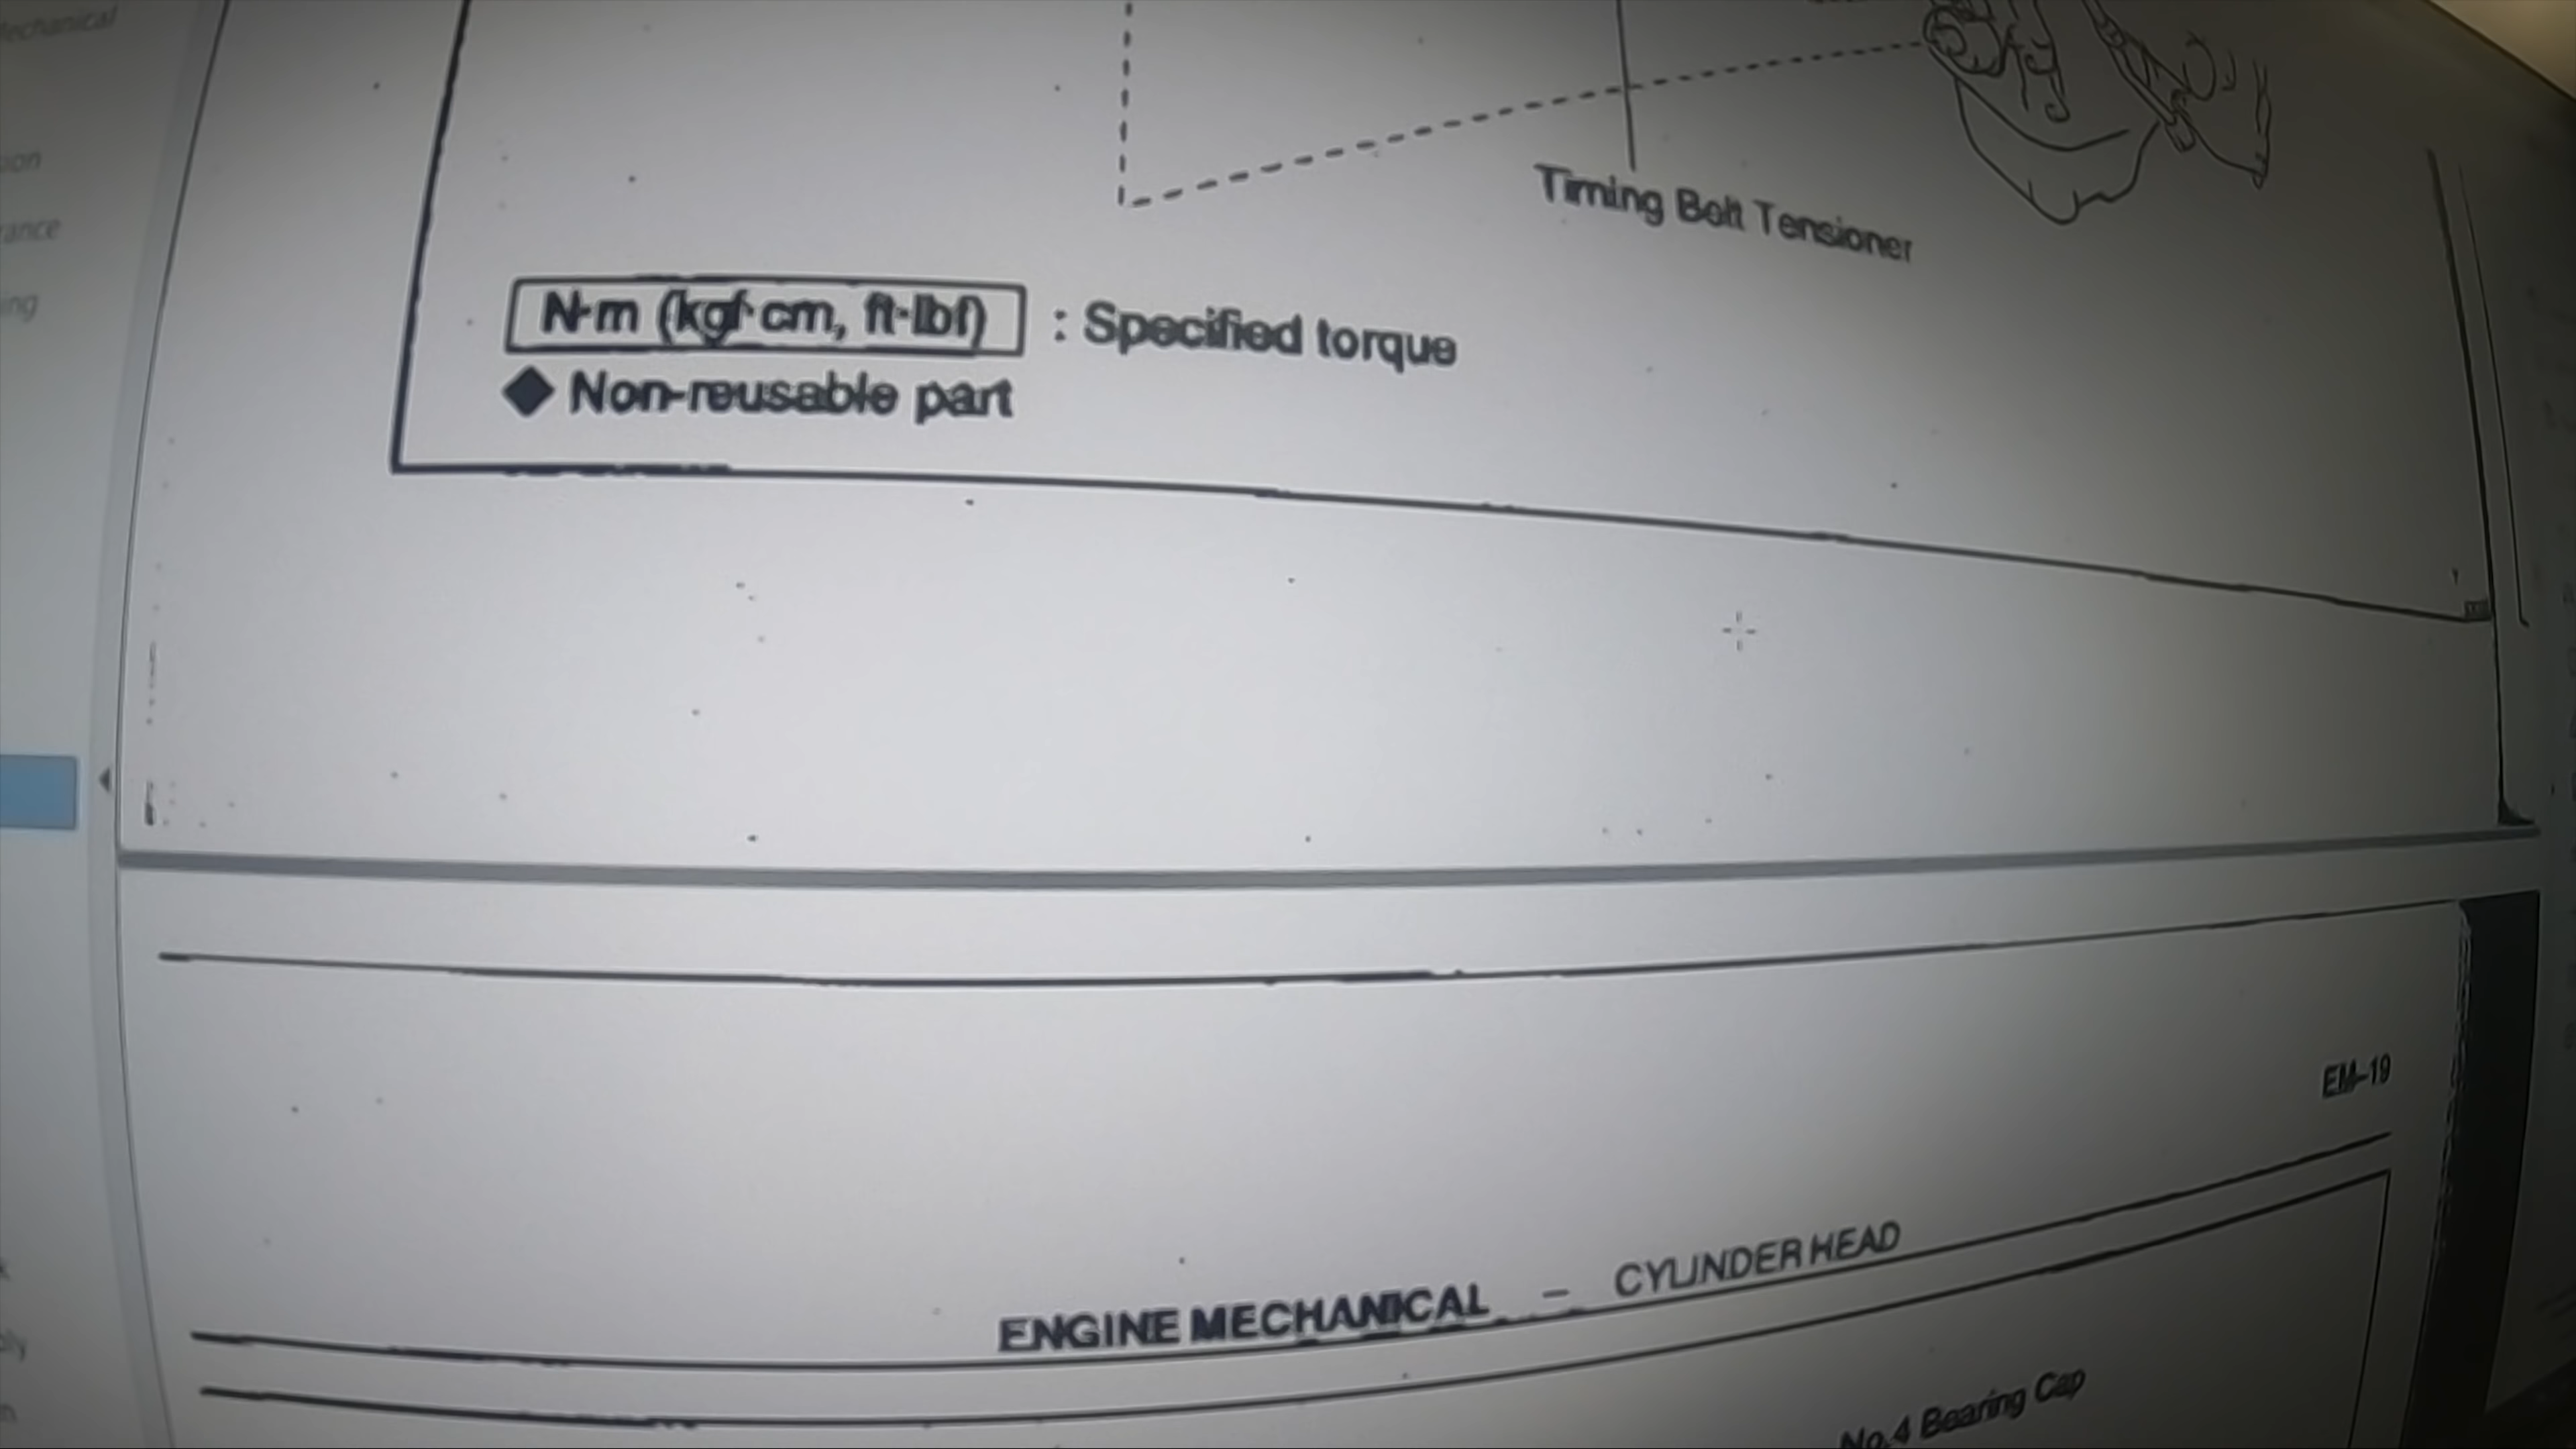 Timing Belt Tensioner
N·m (kgf·cm, ft·lbf) : Specified torque
◆ Non-reusable part
EM–19
ENGINE MECHANICAL – CYLINDER HEAD
No.4 Bearing Cap